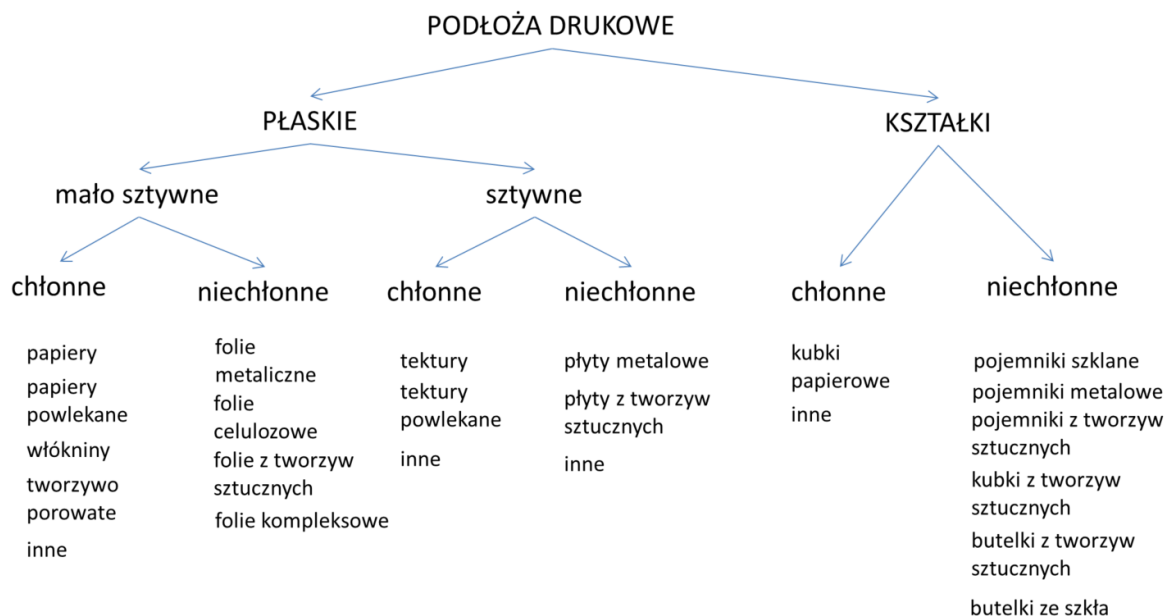 PODŁOŻA DRUKOWE
PŁASKIE
KSZTAŁKI
mało sztywne
sztywne
chłonne
niechłonne
chłonne
niechłonne
chłonne
niechłonne
papiery
papiery
powlekane
włókniny
tworzywo
porowate
inne
folie
metaliczne
folie
celulozowe
folie z tworzyw
sztucznych
folie kompleksowe
tektury
tektury
powlekane
inne
płyty metalowe
płyty z tworzyw
sztucznych
inne
kubki
papierowe
inne
pojemniki szklane
pojemniki metalowe
pojemniki z tworzyw
sztucznych
kubki z tworzyw
sztucznych
butelki z tworzyw
sztucznych
butelki ze szkła